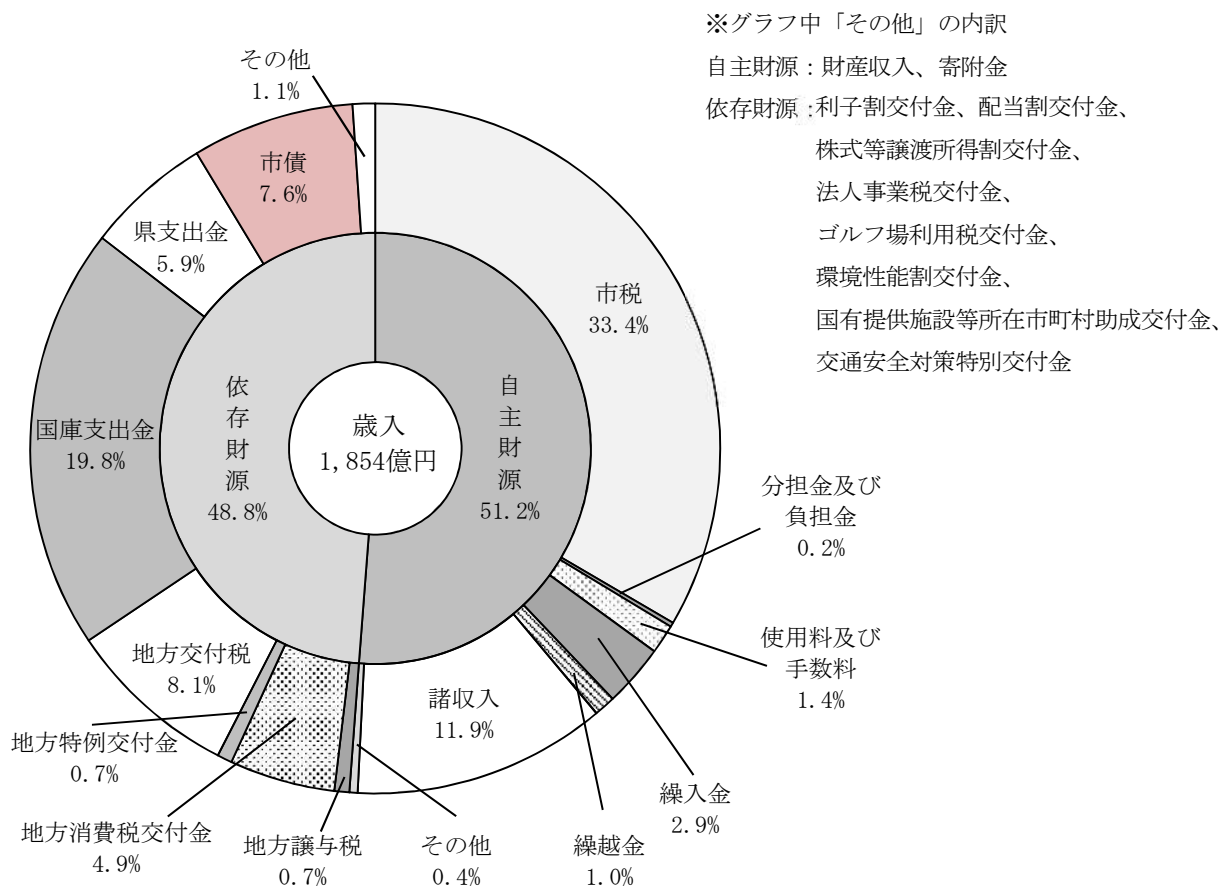 ※グラフ中「その他」の内訳
自主財源：財産収入、寄附金
依存財源：利子割交付金、配当割交付金、
株式等譲渡所得割交付金、
法人事業税交付金、
ゴルフ場利用税交付金、
環境性能割交付金、
国有提供施設等所在市町村助成交付金、
交通安全対策特別交付金
その他
1.1%
市債
7.6%
県支出金
5.9%
国庫支出金
19.8%
地方交付税
8.1%
地方特例交付金
0.7%
地方消費税交付金
4.9%
地方譲与税
0.7%
その他
0.4%
繰越金
1.0%
繰入金
2.9%
使用料及び
手数料
1.4%
分担金及び
負担金
0.2%
市税
33.4%
諸収入
11.9%
依存財源
48.8%
歳入
1,854億円
自主財源
51.2%